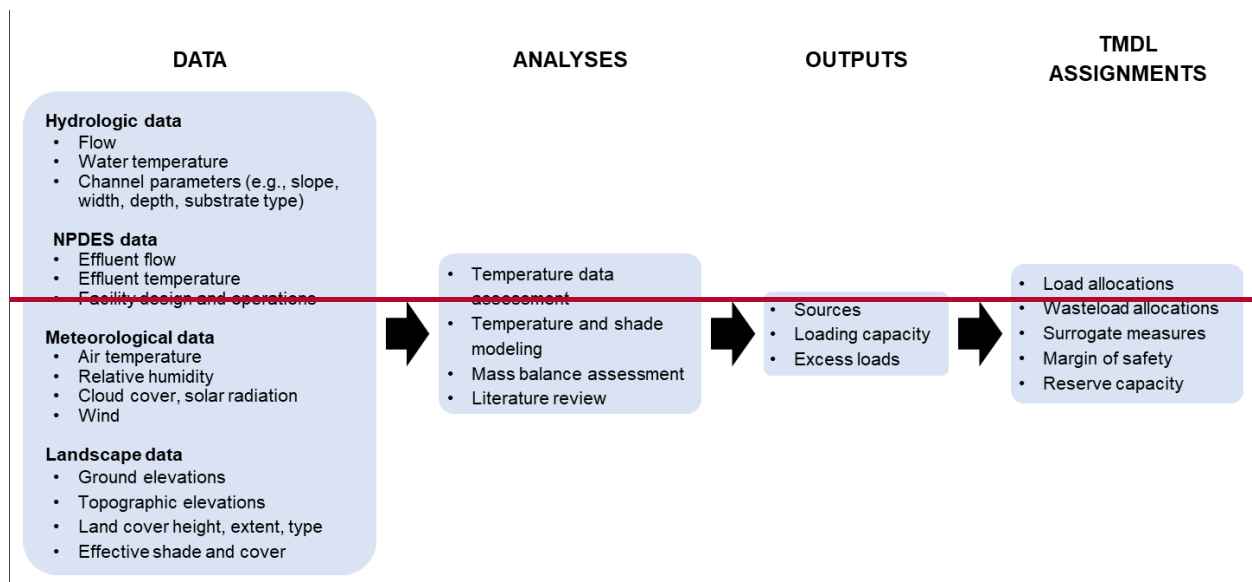 DATA
Hydrologic data
• Flow
• Water temperature
• Channel parameters (e.g., slope,
width, depth, substrate type)
NPDES data
• Effluent flow
• Effluent temperature
• Facility design and operations
Meteorological data
• Air temperature
• Relative humidity
• Cloud cover, solar radiation
• Wind
Landscape data
• Ground elevations
• Topographic elevations
• Land cover height, extent, type
• Effective shade and cover
ANALYSES
• Temperature data
assessment
• Temperature and shade
modeling
• Mass balance assessment
• Literature review
OUTPUTS
• Sources
• Loading capacity
• Excess loads
TMDL
ASSIGNMENTS
• Load allocations
• Wasteload allocations
• Surrogate measures
• Margin of safety
• Reserve capacity